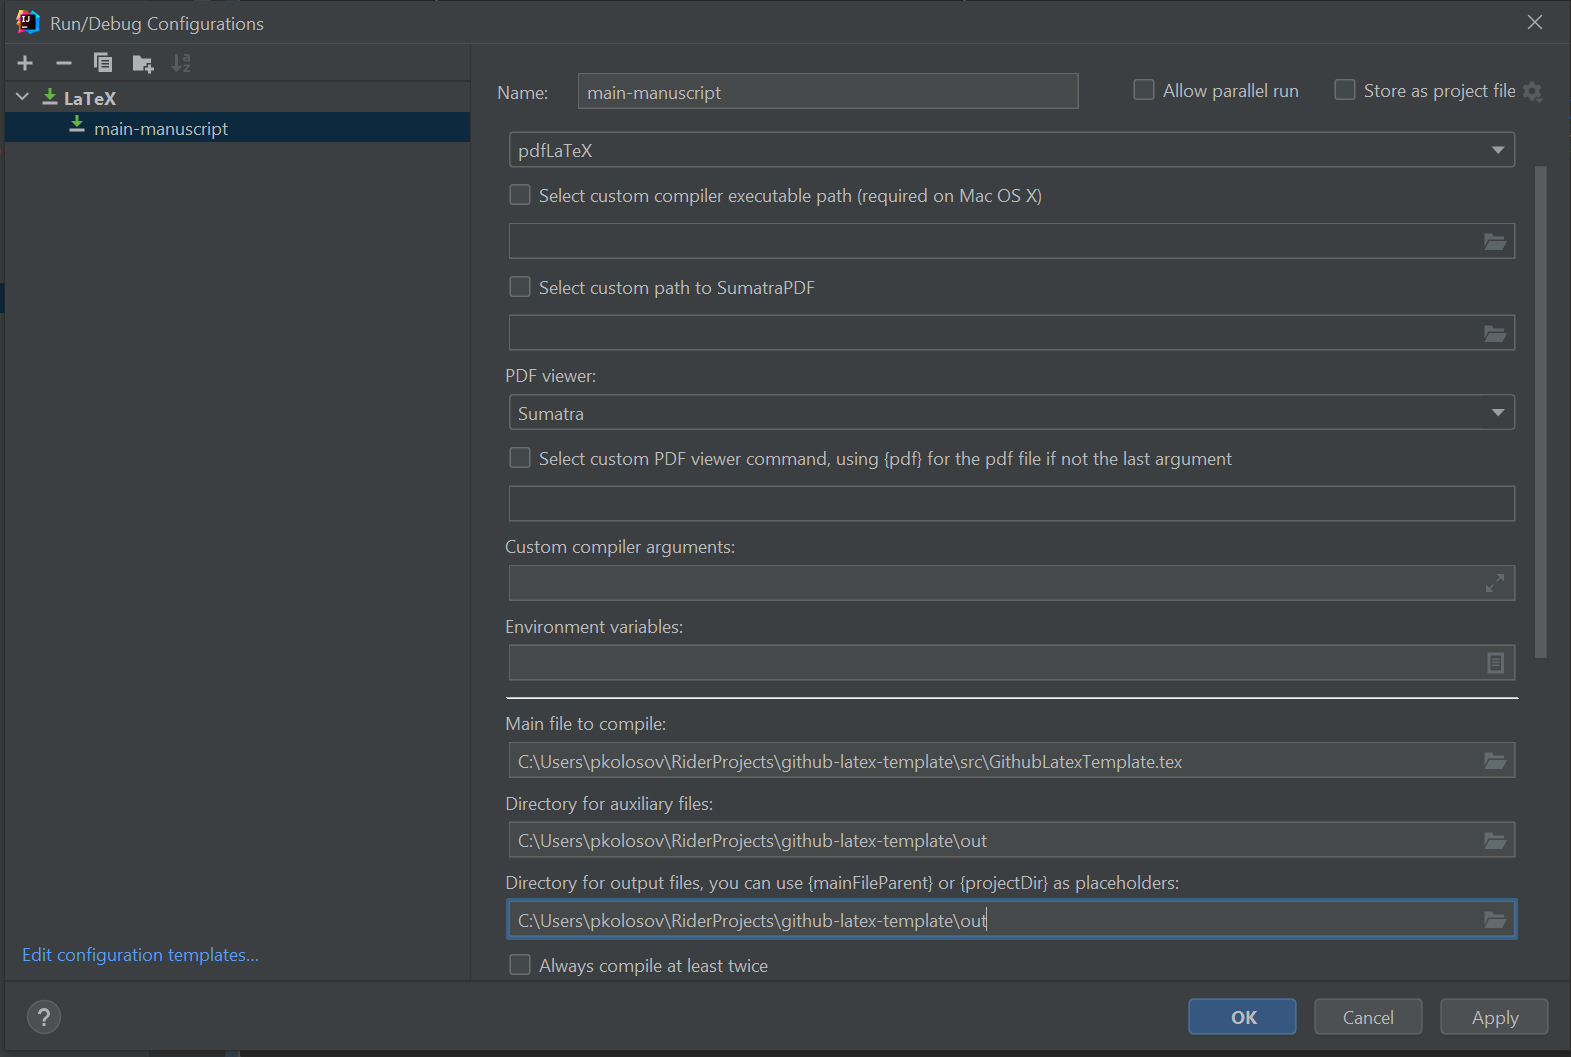 Run/Debug Configurations
LaTeX
main-manuscript
Name:
main-manuscript
Allow parallel run
Store as project file
pdfLaTeX
Select custom compiler executable path (required on Mac OS X)
Select custom path to SumatraPDF
PDF viewer:
Sumatra
Select custom PDF viewer command, using {pdf} for the pdf file if not the last argument
Custom compiler arguments:
Environment variables:
Main file to compile:
C:\Users\pkolosov\RiderProjects\github-latex-template\src\GithubLatexTemplate.tex
Directory for auxiliary files:
C:\Users\pkolosov\RiderProjects\github-latex-template\out
Directory for output files, you can use {mainFileParent} or {projectDir} as placeholders:
C:\Users\pkolosov\RiderProjects\github-latex-template\out
Always compile at least twice
Edit configuration templates...
?
OK
Cancel
Apply